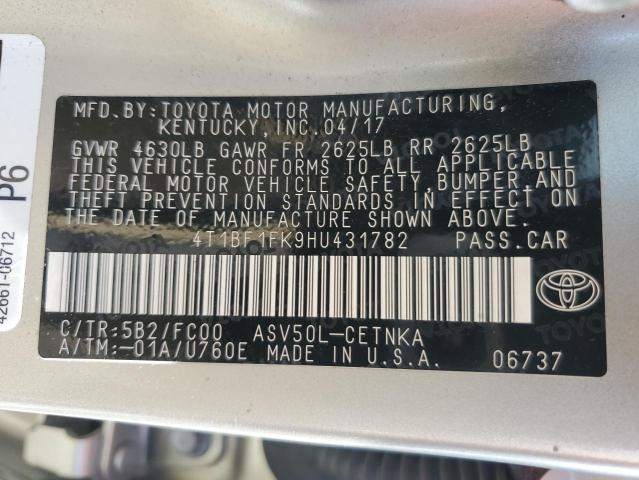 MFD.BY:TOYOTA MOTOR MANUFACTURING,
KENTUCKY,INC.04/17
GVWR 4630LB GAWR FR 2625LB RR 2625LB
THIS VEHICLE CONFORMS TO ALL APPLICABLE
FEDERAL MOTOR VEHICLE SAFETY,BUMPER,AND
THEFT PREVENTION STANDARDS IN EFFECT ON
THE DATE OF MANUFACTURE SHOWN ABOVE.
4T1BF1FK9HU431782 PASS.CAR
C/TR:5B2/FC00 ASV50L-CETNKA
A/TM:-01A/U760E MADE IN U.S.A. 06737
TOYOTA
P6
42661-06712